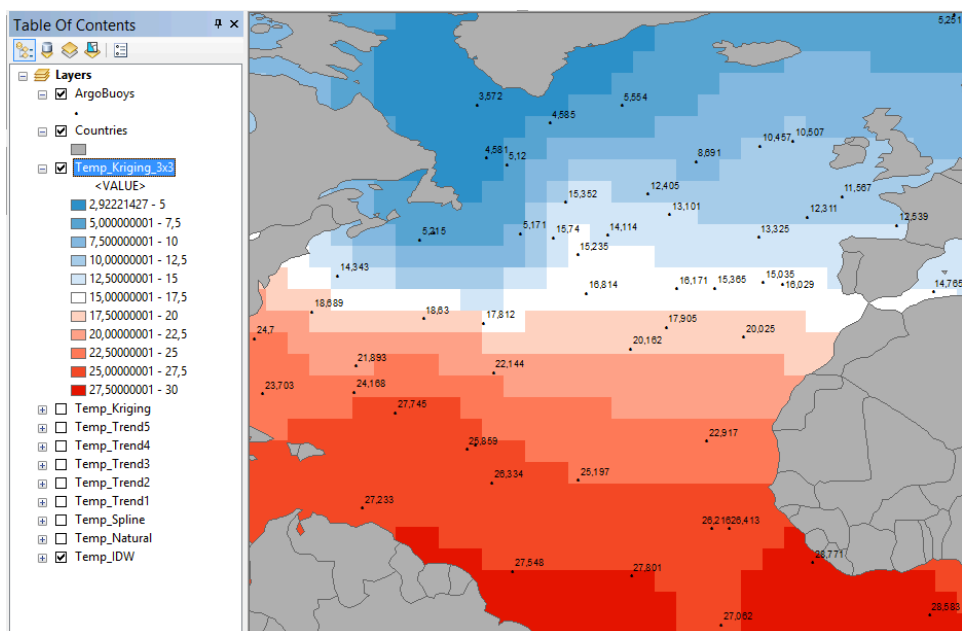 Table Of Contents
Layers
ArgoBuoys
Countries
Temp_Kriging_3x3
<VALUE>
2,92221427 - 5
5,000000001 - 7,5
7,500000001 - 10
10,00000001 - 12,5
12,50000001 - 15
15,00000001 - 17,5
17,50000001 - 20
20,00000001 - 22,5
22,50000001 - 25
25,00000001 - 27,5
27,50000001 - 30
Temp_Kriging
Temp_Trend5
Temp_Trend4
Temp_Trend3
Temp_Trend2
Temp_Trend1
Temp_Spline
Temp_Natural
Temp_IDW
5,251
3,572
5,554
4,585
10,457
10,507
4,581
5,12
8,691
15,352
12,405
11,567
13,101
12,311
5,215
5,171
15,74
14,114
13,325
12,539
15,235
14,343
16,814
16,171
15,365
15,035
16,029
14,765
18,689
18,63
17,812
17,905
20,025
24,7
20,162
21,893
22,144
23,703
24,168
27,745
22,917
25,859
26,334
25,197
27,233
26,216
26,413
27,548
27,801
27,062
28,583